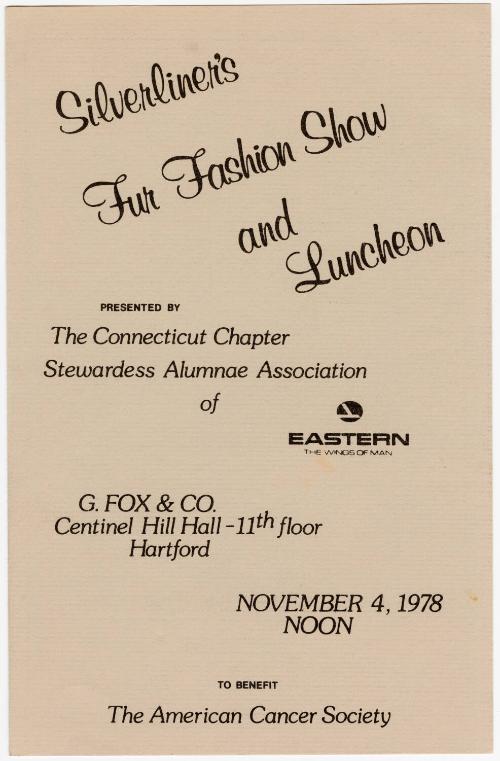 Silverliner's
Fur Fashion Show
and
Luncheon
PRESENTED BY
The Connecticut Chapter
Stewardess Alumnae Association
of
EASTERN
THE WINGS OF MAN
G. FOX & CO.
Centinel Hill Hall - 11th floor
Hartford
NOVEMBER 4, 1978
NOON
TO BENEFIT
The American Cancer Society